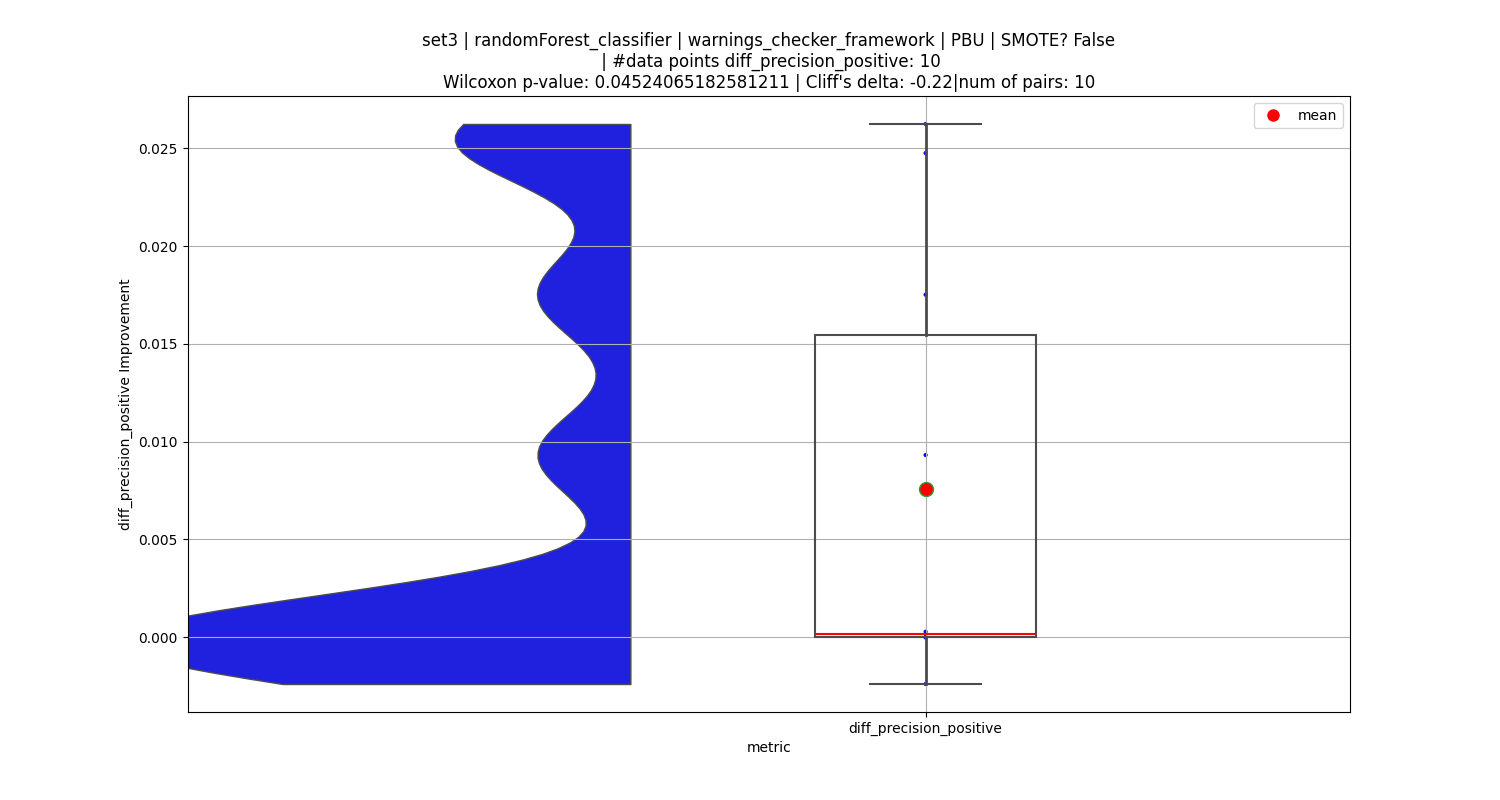 set3 | randomForest_classifier | warnings_checker_framework | PBU | SMOTE? False
| #data points diff_precision_positive: 10
Wilcoxon p-value: 0.04524065182581211 | Cliff's delta: -0.22|num of pairs: 10
mean
0.025
0.020
0.015
0.010
0.005
0.000
diff_precision_positive Improvement
diff_precision_positive
metric